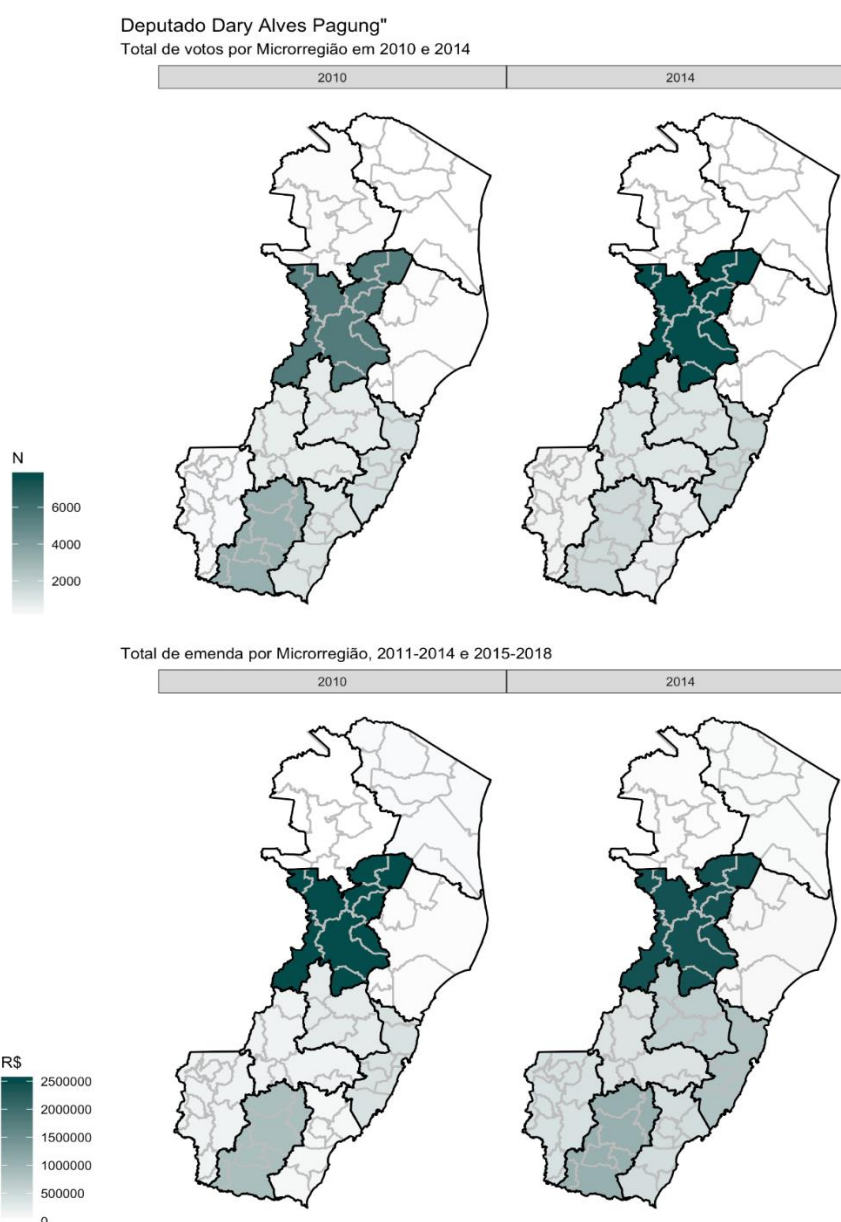 Deputado Dary Alves Pagung"
Total de votos por Microrregião em 2010 e 2014
2010
2014
N
6000
4000
2000
Total de emenda por Microrregião, 2011-2014 e 2015-2018
2010
2014
R$
2500000
2000000
1500000
1000000
500000
0